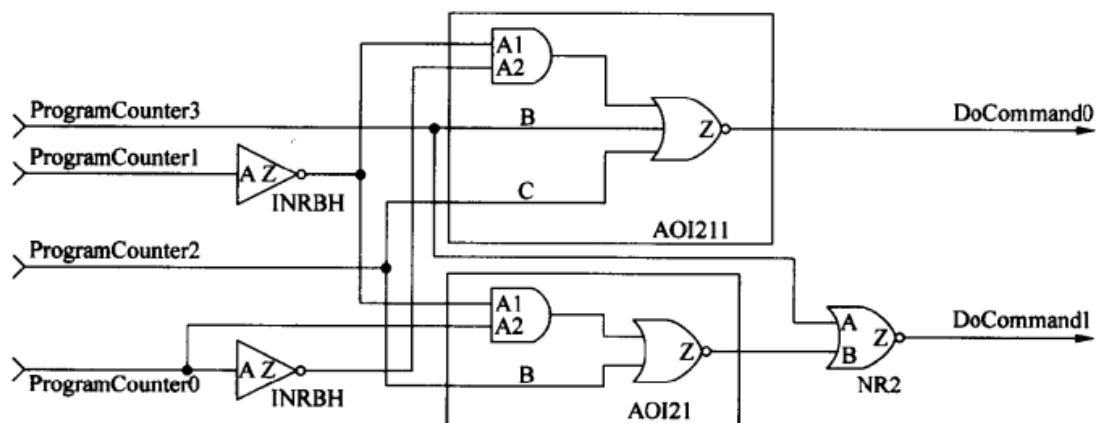 ProgramCounter3
ProgramCounter1
A Z
INRBH
ProgramCounter2
ProgramCounter0
A Z
INRBH
A1
A2
B
C
Z
AOI211
DoCommand0
A1
A2
B
Z
AOI21
A
B
Z
NR2
DoCommand1